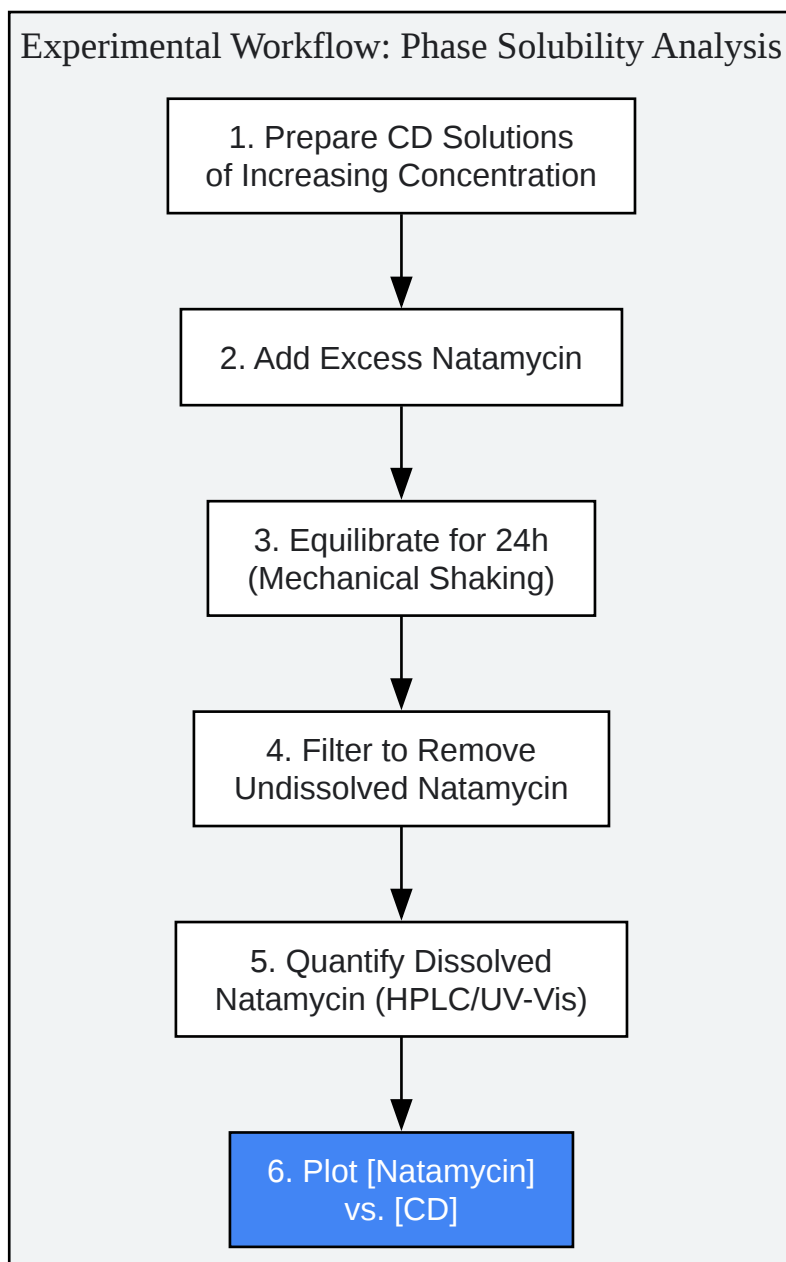 Experimental Workflow: Phase Solubility Analysis
1. Prepare CD Solutions
of Increasing Concentration
2. Add Excess Natamycin
3. Equilibrate for 24h
(Mechanical Shaking)
4. Filter to Remove
Undissolved Natamycin
5. Quantify Dissolved
Natamycin (HPLC/UV-Vis)
6. Plot [Natamycin]
vs. [CD]